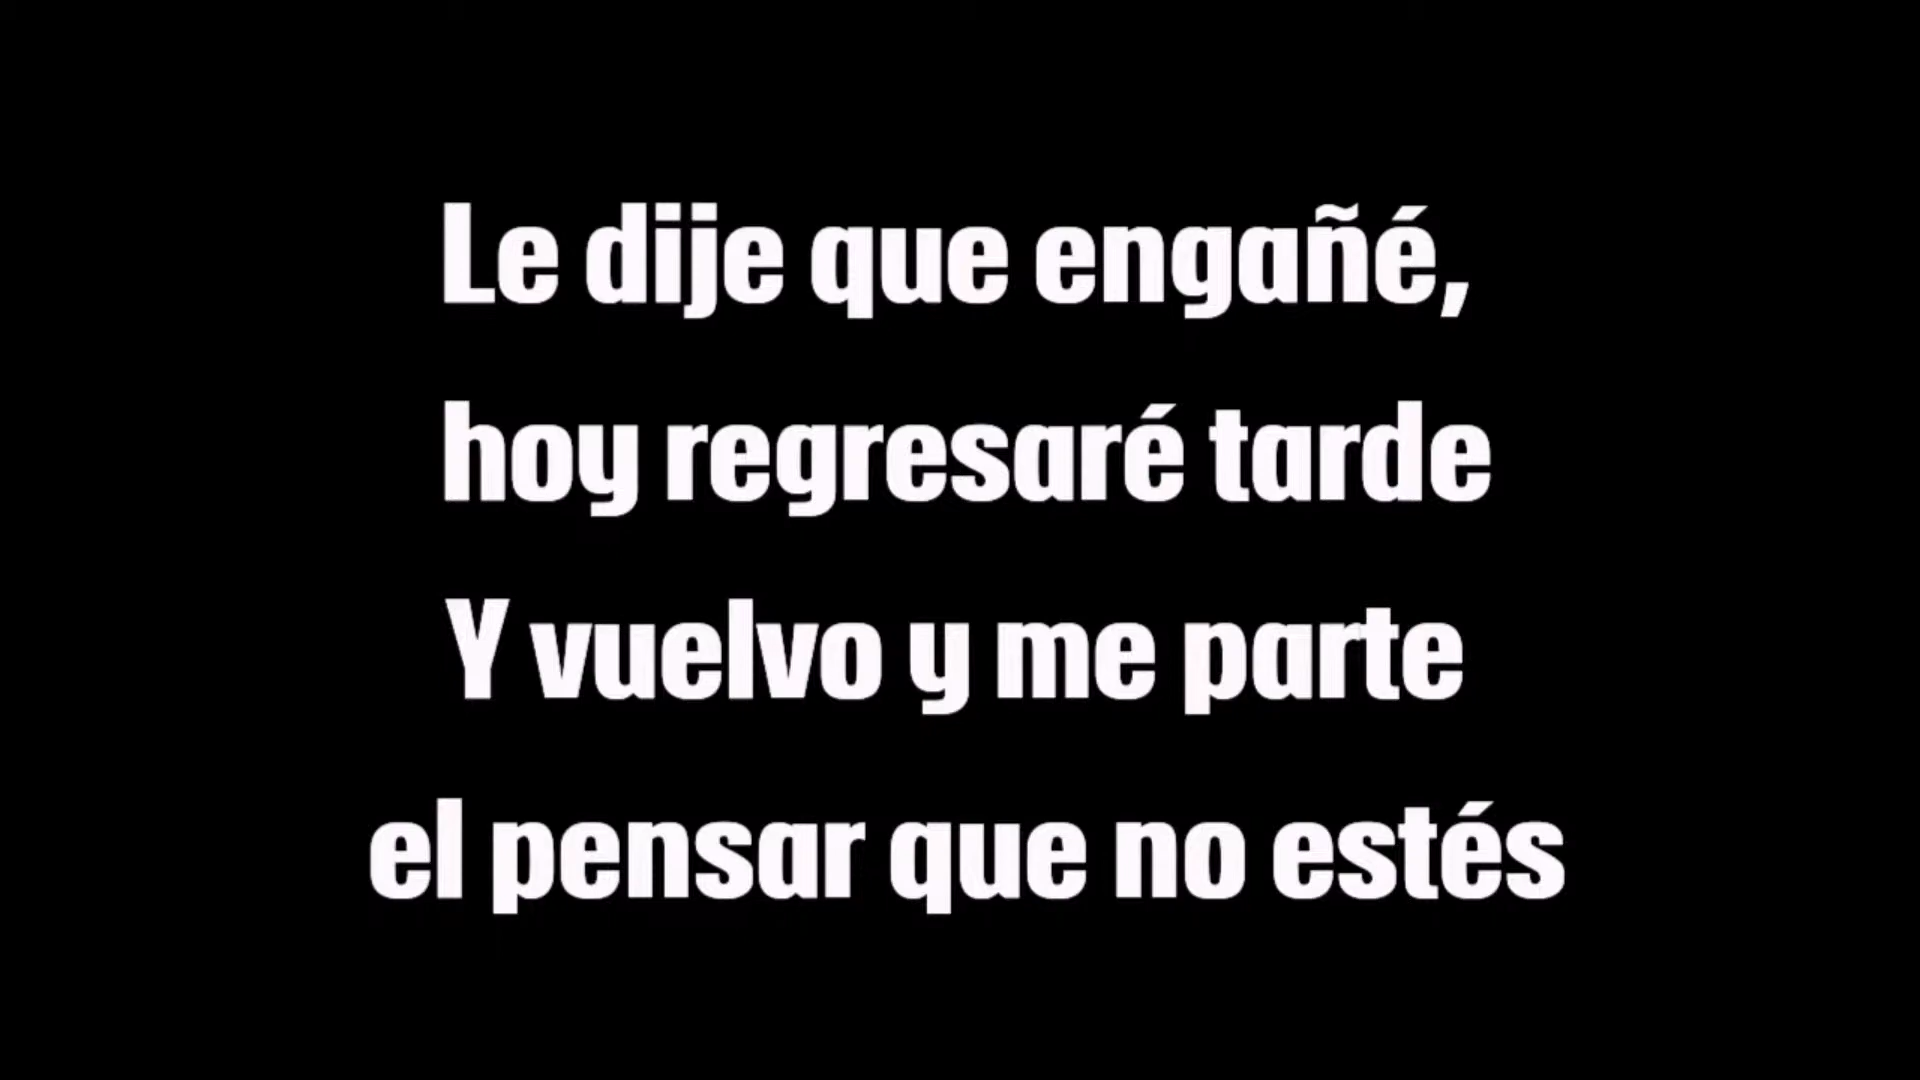 Le dije que engañé,
hoy regresaré tarde
Y vuelvo y me parte
el pensar que no estés